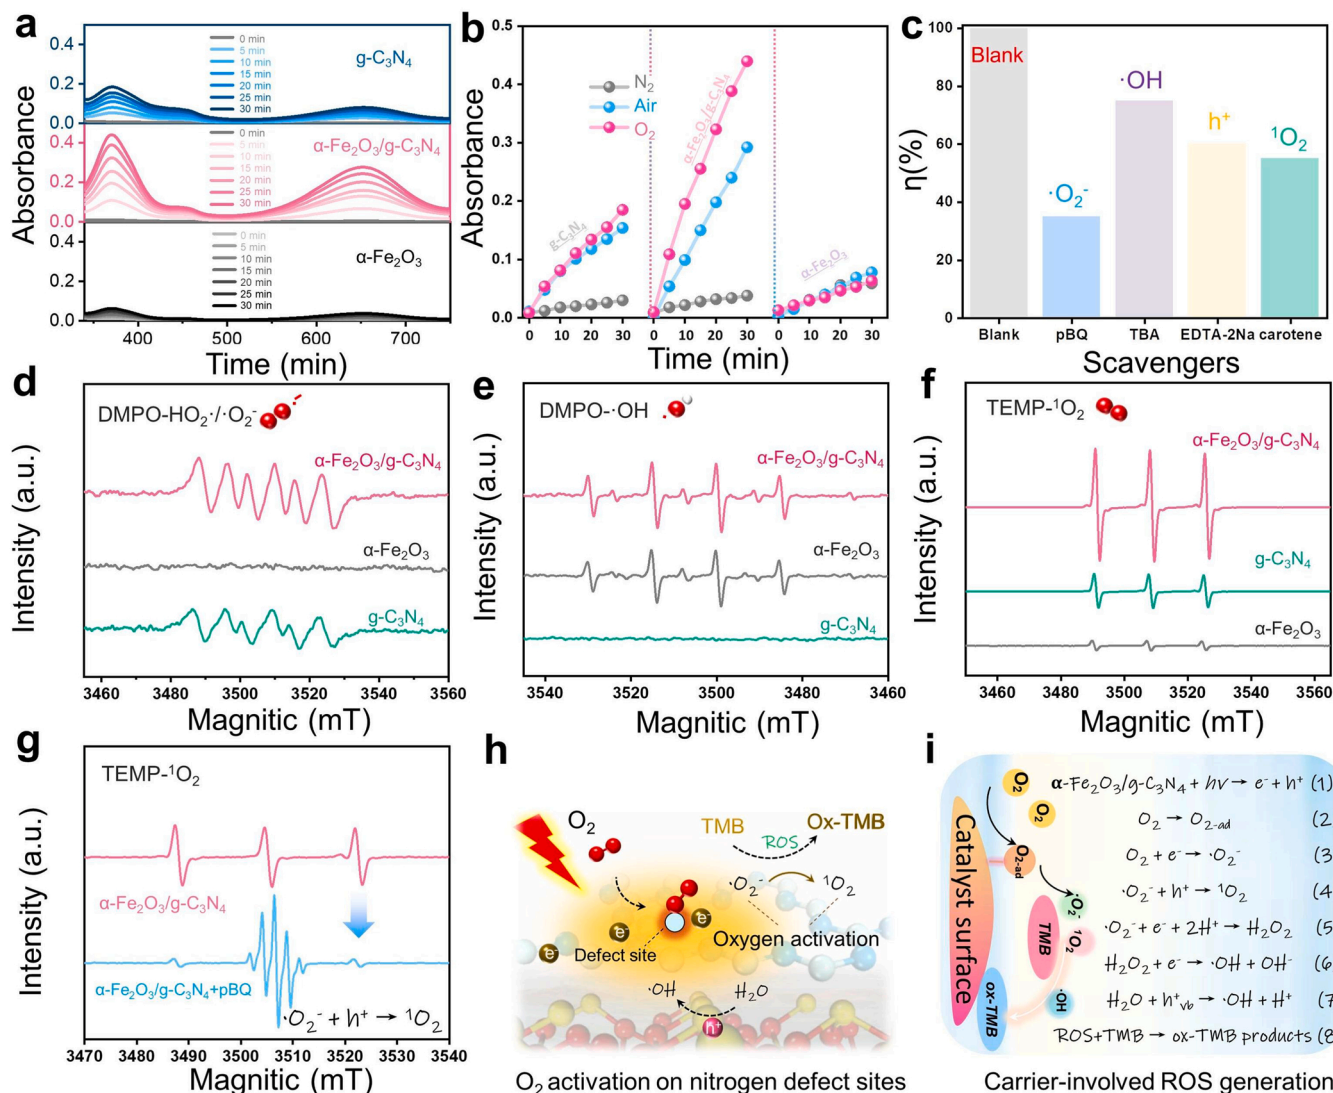 a
Absorbance
0.4
0.2
0.0
0 min
5 min
10 min
15 min
20 min
25 min
30 min
g-C₃N₄
0.4
0.2
0.0
0 min
5 min
10 min
15 min
20 min
25 min
30 min
α-Fe₂O₃/g-C₃N₄
0.4
0.2
0.0
0 min
5 min
10 min
15 min
20 min
25 min
30 min
α-Fe₂O₃
400 500 600 700
Time (min)
b
Absorbance
0.5
0.4
0.3
0.2
0.1
0.0
N₂
Air
O₂
g-C₃N₄
α-Fe₂O₃/g-C₃N₄
α-Fe₂O₃
0 10 20 30 0 10 20 30 0 10 20 30
Time (min)
c
η(%)
100
80
60
40
20
0
Blank
·O₂⁻
·OH
h⁺
¹O₂
Blank pBQ TBA EDTA-2Na carotene
Scavengers
d
Intensity (a.u.)
DMPO-HO₂·/·O₂⁻
α-Fe₂O₃/g-C₃N₄
α-Fe₂O₃
g-C₃N₄
3460 3480 3500 3520 3540 3560
Magnitic (mT)
e
Intensity (a.u.)
DMPO-·OH
α-Fe₂O₃/g-C₃N₄
α-Fe₂O₃
g-C₃N₄
3540 3520 3500 3480 3460
Magnitic (mT)
f
Intensity (a.u.)
TEMP-¹O₂
α-Fe₂O₃/g-C₃N₄
g-C₃N₄
α-Fe₂O₃
3460 3480 3500 3520 3540 3560
Magnitic (mT)
g
Intensity (a.u.)
TEMP-¹O₂
α-Fe₂O₃/g-C₃N₄
α-Fe₂O₃/g-C₃N₄+pBQ
·O₂⁻ + h⁺ → ¹O₂
3470 3480 3490 3500 3510 3520 3530 3540
Magnitic (mT)
h
O₂
TMB
Ox-TMB
ROS
·O₂⁻
¹O₂
e⁻
e⁻
e⁻
Defect site
Oxygen activation
·OH
H₂O
h⁺
O₂ activation on nitrogen defect sites
i
Catalyst surface
O₂
O₂
O₂-ad
·O₂⁻
¹O₂
TMB
·OH
ox-TMB
α-Fe₂O₃/g-C₃N₄ + hν → e⁻ + h⁺ (1)
O₂ → O₂-ad (2
O₂ + e⁻ → ·O₂⁻ (3
·O₂⁻ + h⁺ → ¹O₂ (4
·O₂⁻ + e⁻ + 2H⁺ → H₂O₂ (5
H₂O₂ + e⁻ → ·OH + OH⁻ (6
H₂O + h⁺vb → ·OH + H⁺ (7
ROS+TMB → ox-TMB products (8
Carrier-involved ROS generation